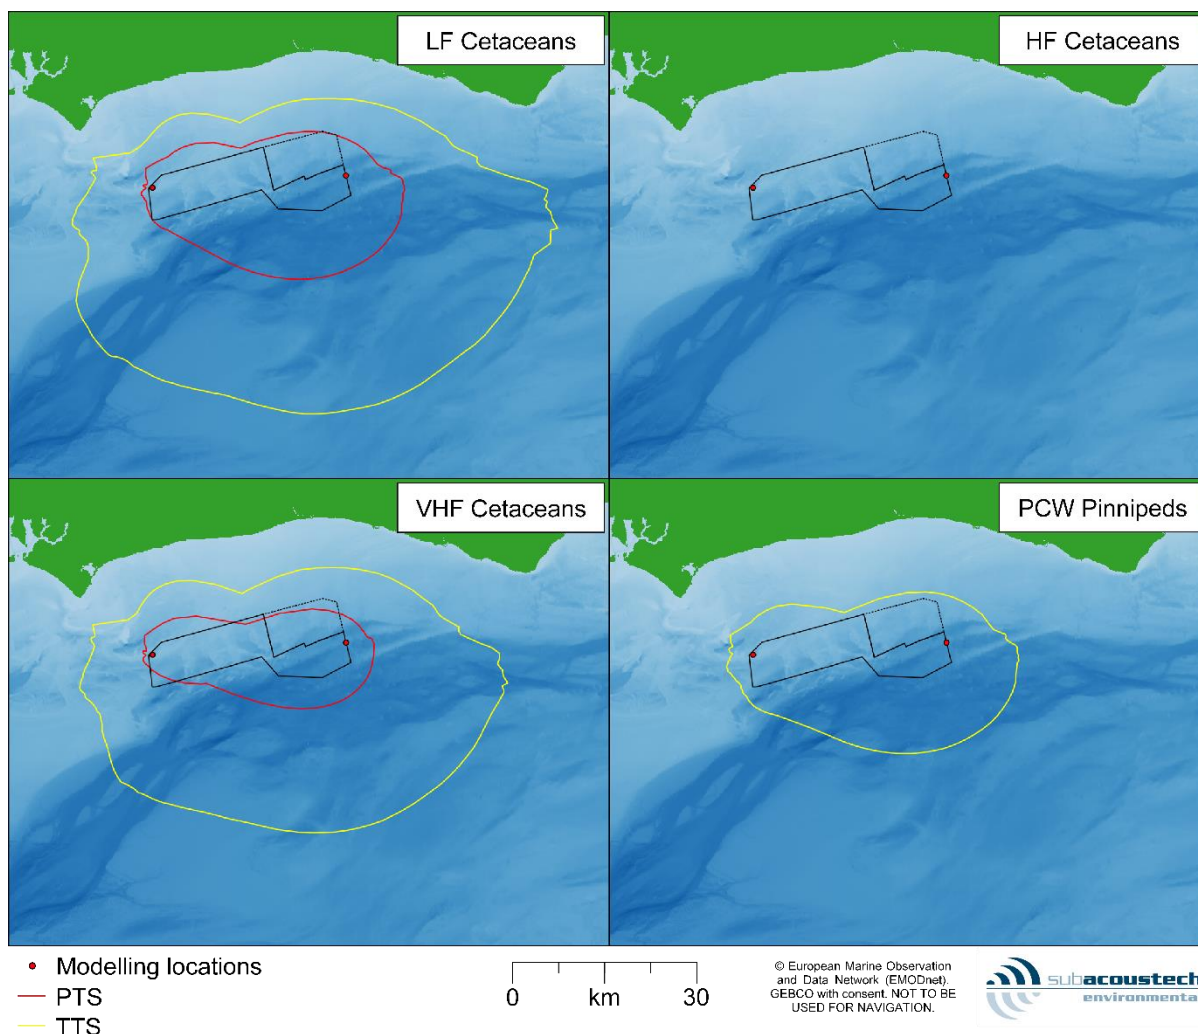 LF Cetaceans
HF Cetaceans
VHF Cetaceans
PCW Pinnipeds
Modelling locations
PTS
TTS
0 km 30
© European Marine Observation
and Data Network (EMODnet).
GEBCO with consent. NOT TO BE
USED FOR NAVIGATION.
subacoustech
environmenta